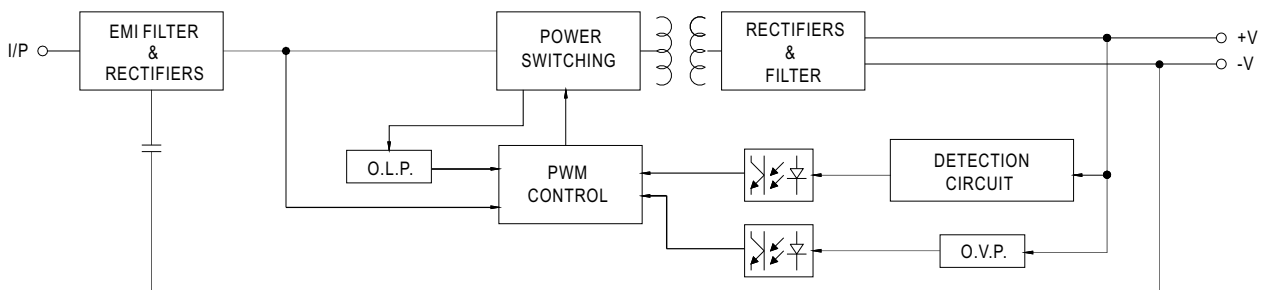 I/P
EMI FILTER
&
RECTIFIERS
POWER
SWITCHING
RECTIFIERS
&
FILTER
+V
-V
O.L.P.
PWM
CONTROL
DETECTION
CIRCUIT
O.V.P.